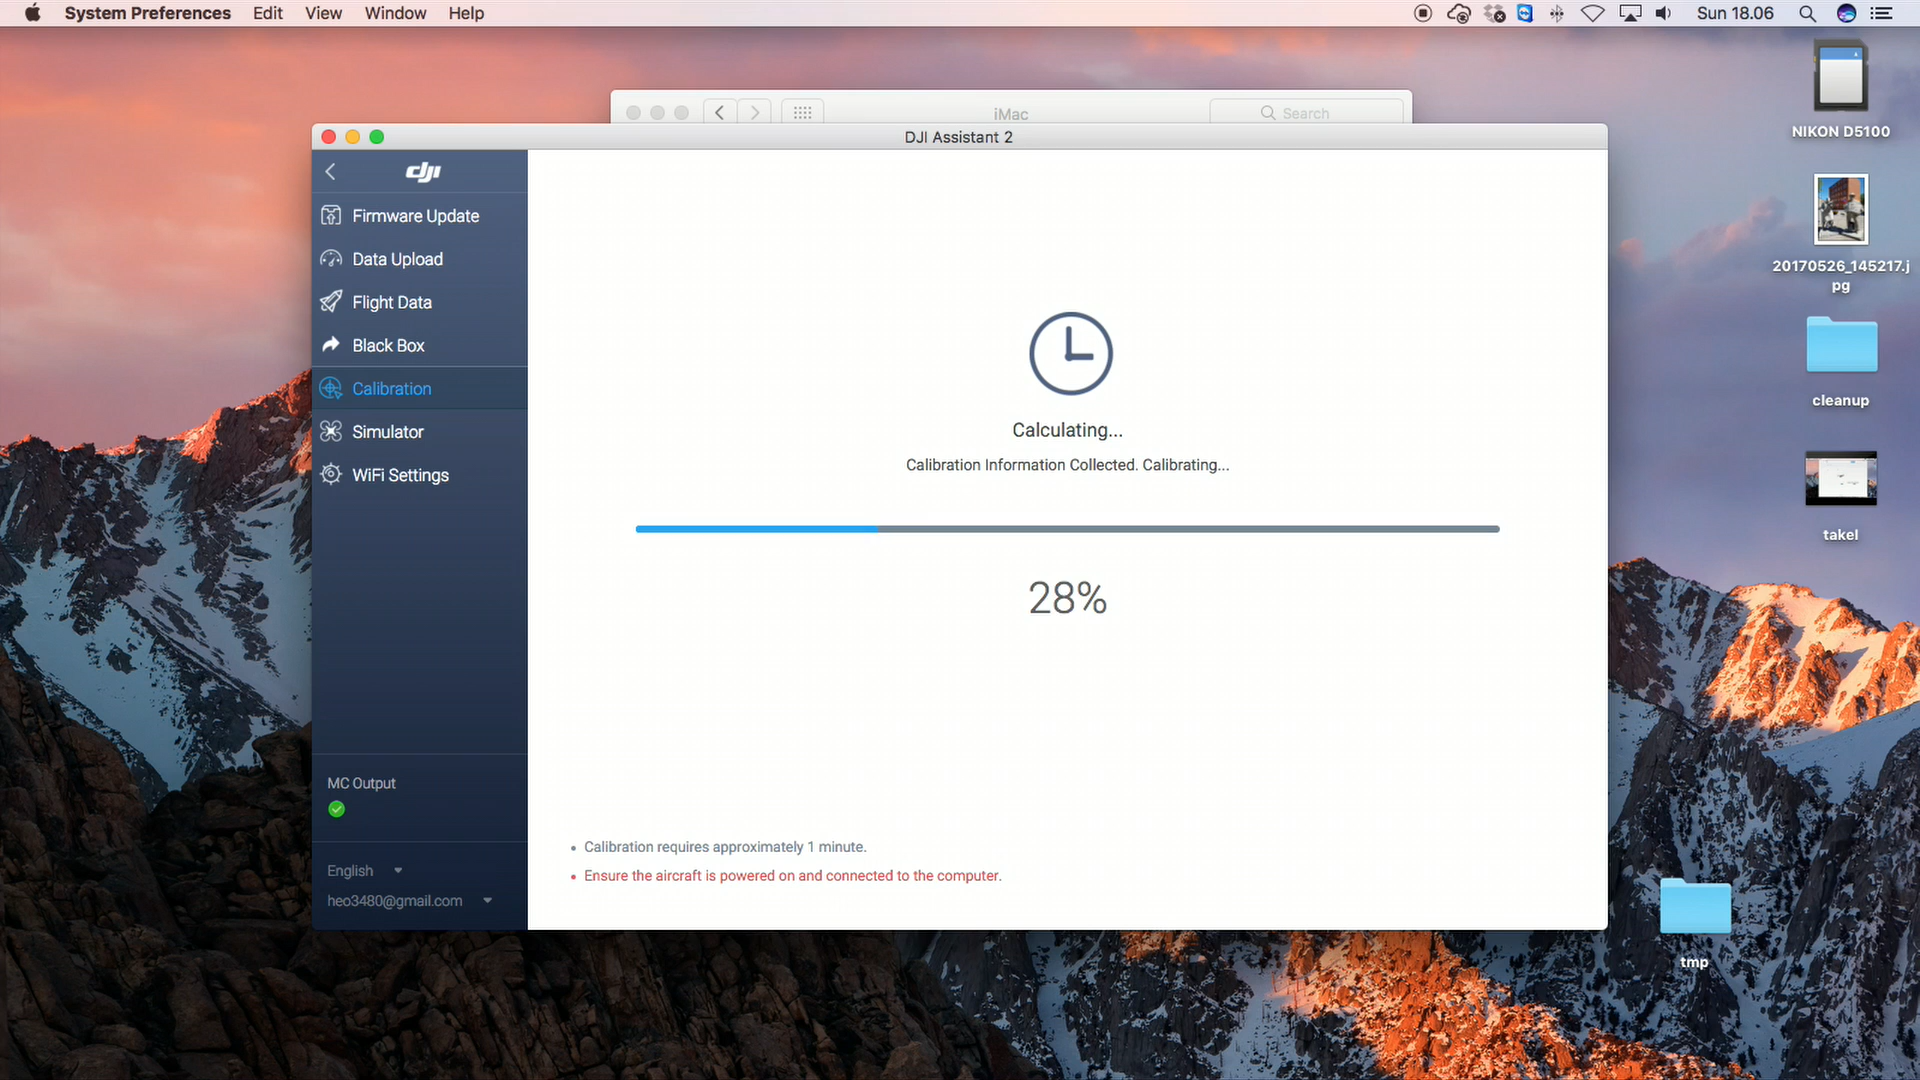 System Preferences Edit View Window Help
Sun 18.06
iMac
Search
DJI Assistant 2
dji
Firmware Update
Data Upload
Flight Data
Black Box
Calibration
Simulator
WiFi Settings
MC Output
English
heo3480@gmail.com
Calculating...
Calibration Information Collected. Calibrating...
28%
• Calibration requires approximately 1 minute.
• Ensure the aircraft is powered on and connected to the computer.
NIKON D5100
20170526_145217.j
pg
cleanup
takel
tmp